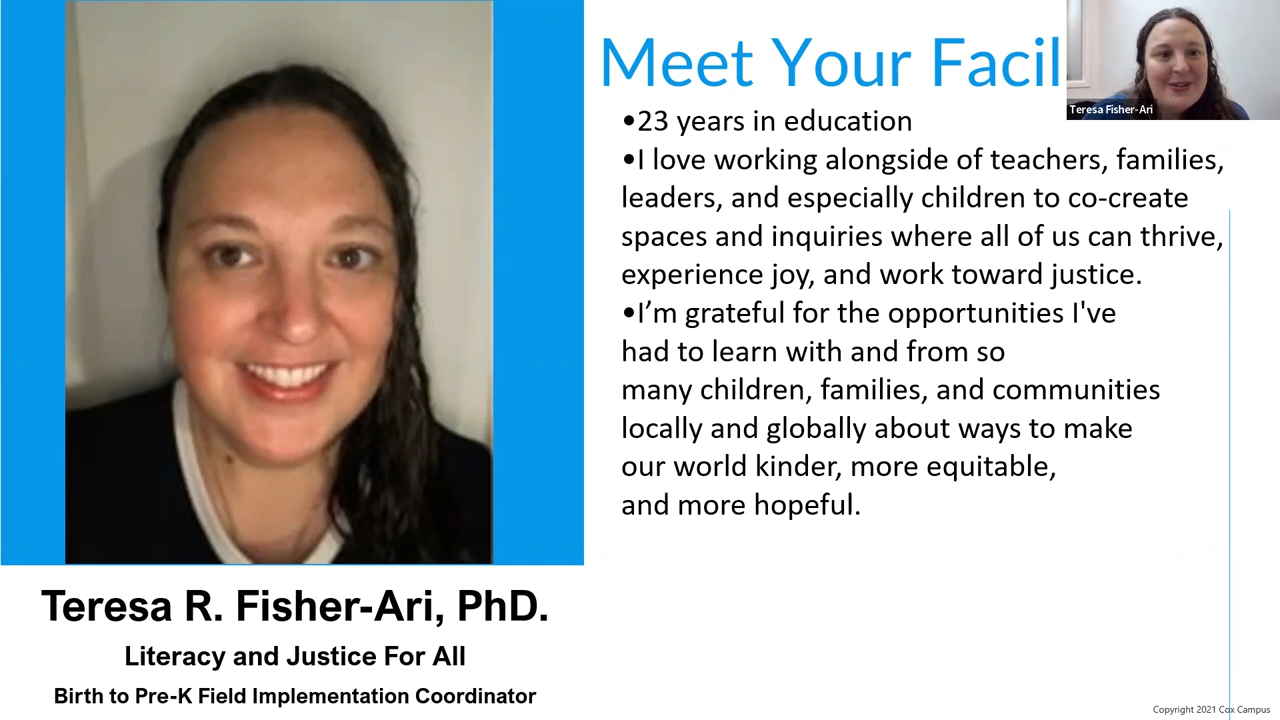 Meet Your Facil
Teresa Fisher-Ari
•23 years in education
•I love working alongside of teachers, families,
leaders, and especially children to co-create
spaces and inquiries where all of us can thrive,
experience joy, and work toward justice.
•I’m grateful for the opportunities I've
had to learn with and from so
many children, families, and communities
locally and globally about ways to make
our world kinder, more equitable,
and more hopeful.
Teresa R. Fisher-Ari, PhD.
Literacy and Justice For All
Birth to Pre-K Field Implementation Coordinator
Copyright 2021 Cox Campus